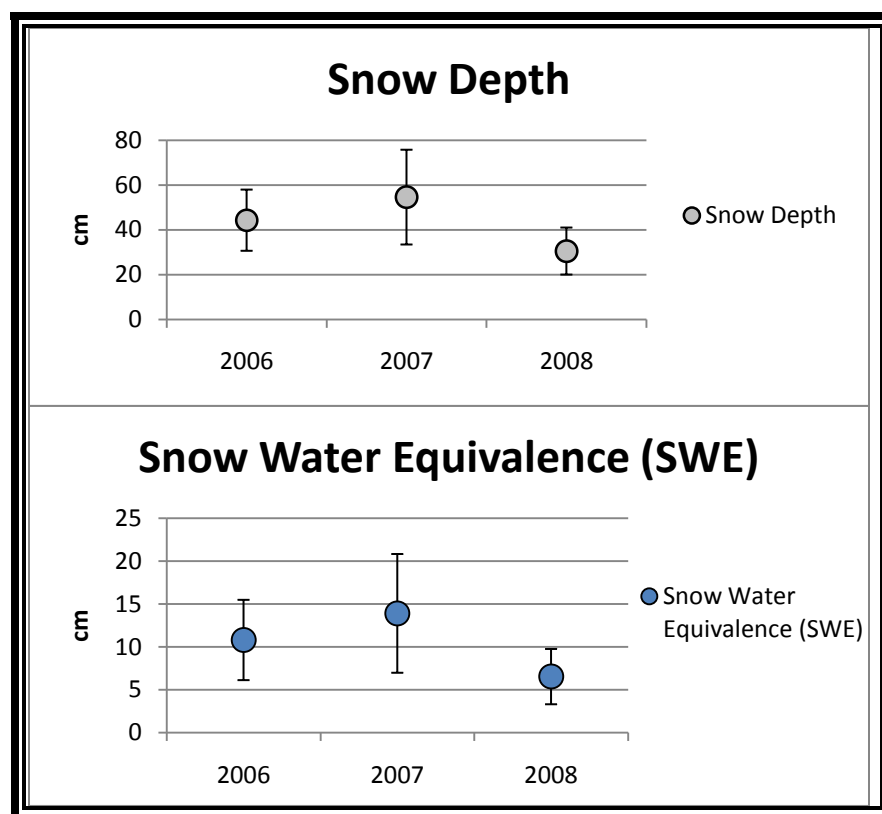 Snow Depth
80
60
40
20
0
cm
2006 2007 2008
Snow Depth
Snow Water Equivalence (SWE)
25
20
15
10
5
0
cm
2006 2007 2008
Snow Water
Equivalence (SWE)